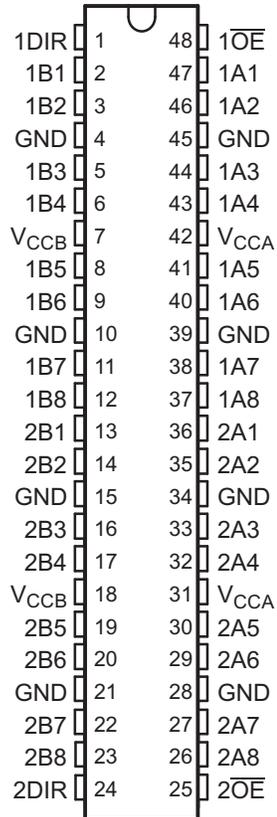 1DIR 1 48 1O̅E̅
1B1 2 47 1A1
1B2 3 46 1A2
GND 4 45 GND
1B3 5 44 1A3
1B4 6 43 1A4
VCCB 7 42 VCCA
1B5 8 41 1A5
1B6 9 40 1A6
GND 10 39 GND
1B7 11 38 1A7
1B8 12 37 1A8
2B1 13 36 2A1
2B2 14 35 2A2
GND 15 34 GND
2B3 16 33 2A3
2B4 17 32 2A4
VCCB 18 31 VCCA
2B5 19 30 2A5
2B6 20 29 2A6
GND 21 28 GND
2B7 22 27 2A7
2B8 23 26 2A8
2DIR 24 25 2O̅E̅